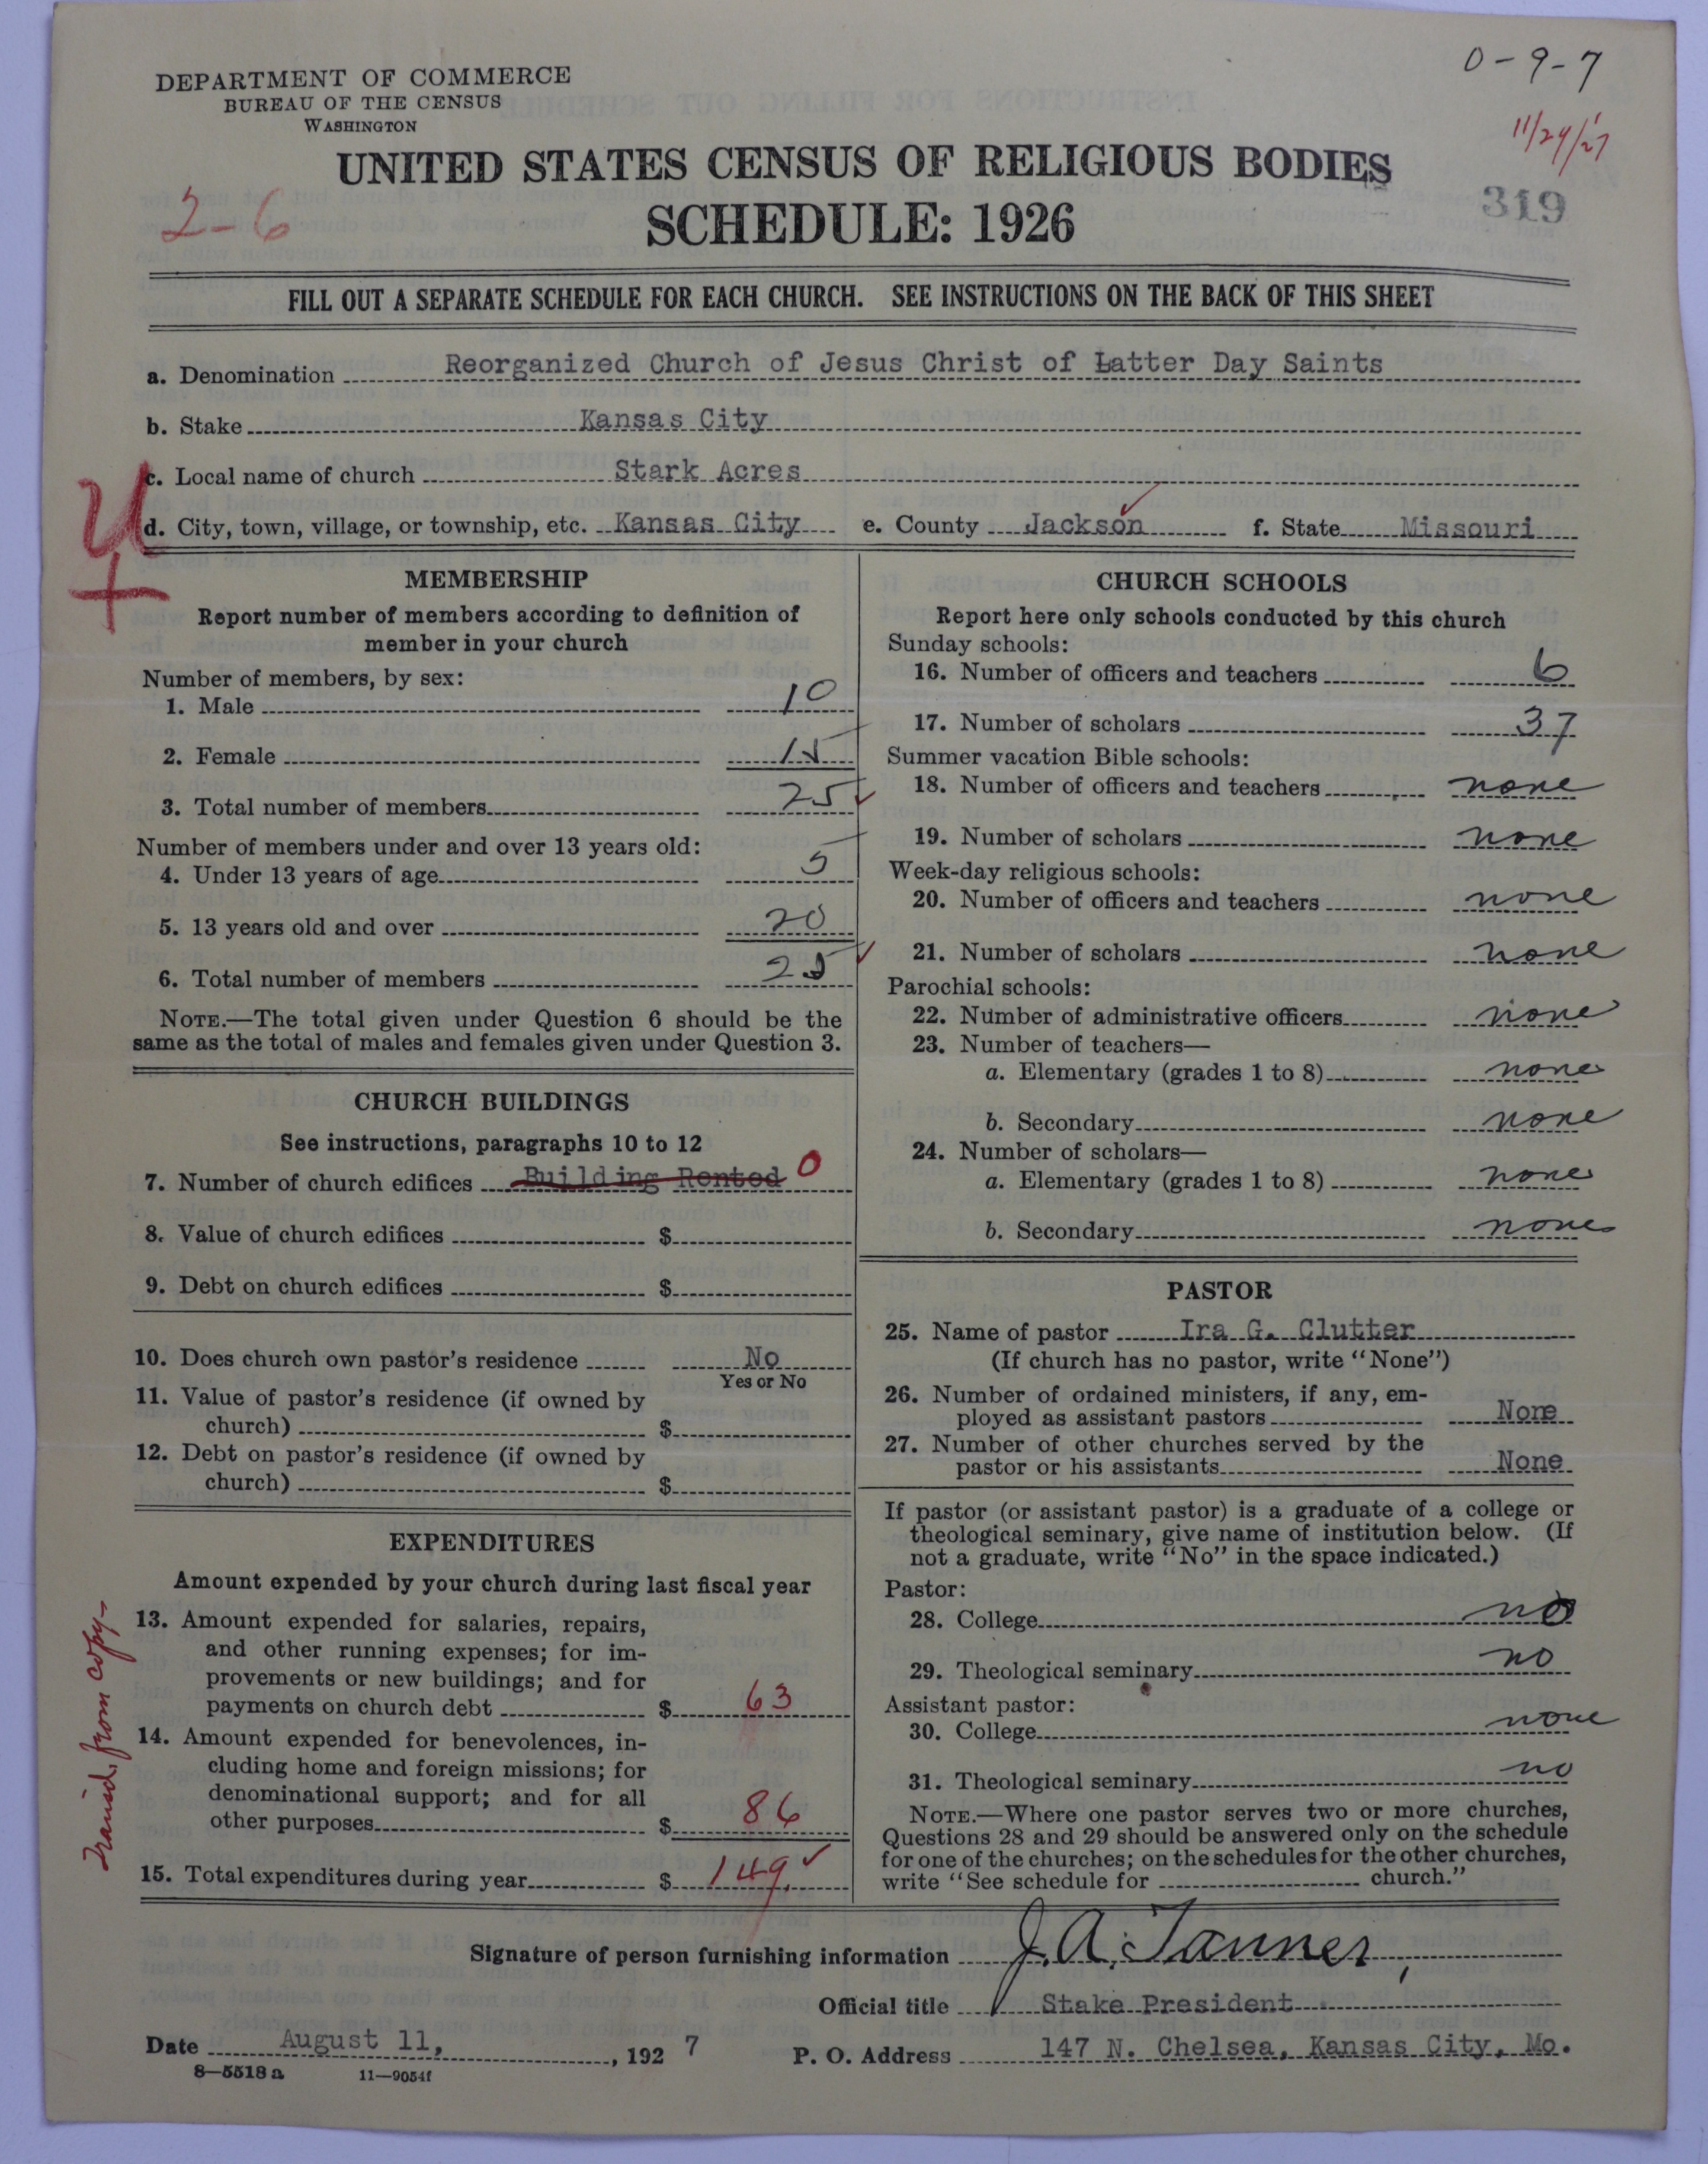 0-9-7
DEPARTMENT OF COMMERCE
BUREAU OF THE CENSUS
WASHINGTON
11/24/27
UNITED STATES CENSUS OF RELIGIOUS BODIES
2-6
SCHEDULE: 1926
319
FILL OUT A SEPARATE SCHEDULE FOR EACH CHURCH. SEE INSTRUCTIONS ON THE BACK OF THIS SHEET
a. Denomination Reorganized Church of Jesus Christ of Latter Day Saints
b. Stake Kansas City
c. Local name of church Stark Acres
d. City, town, village, or township, etc. Kansas City e. County Jackson f. State Missouri
MEMBERSHIP
Report number of members according to definition of
member in your church
Number of members, by sex:
1. Male 10
2. Female 15
3. Total number of members 25
Number of members under and over 13 years old:
4. Under 13 years of age 5
5. 13 years old and over 20
6. Total number of members 25
NOTE.—The total given under Question 6 should be the
same as the total of males and females given under Question 3.
CHURCH BUILDINGS
See instructions, paragraphs 10 to 12
7. Number of church edifices Building Rented 0
8. Value of church edifices $
9. Debt on church edifices $
10. Does church own pastor's residence No
Yes or No
11. Value of pastor's residence (if owned by
church) $
12. Debt on pastor's residence (if owned by
church) $
EXPENDITURES
Amount expended by your church during last fiscal year
13. Amount expended for salaries, repairs,
and other running expenses; for im-
provements or new buildings; and for
payments on church debt $ 63
14. Amount expended for benevolences, in-
cluding home and foreign missions; for
denominational support; and for all
other purposes $ 86
15. Total expenditures during year $ 149.
from copy-
CHURCH SCHOOLS
Report here only schools conducted by this church
Sunday schools:
16. Number of officers and teachers 6
17. Number of scholars 37
Summer vacation Bible schools:
18. Number of officers and teachers none
19. Number of scholars none
Week-day religious schools:
20. Number of officers and teachers none
21. Number of scholars none
Parochial schools:
22. Number of administrative officers none
23. Number of teachers—
a. Elementary (grades 1 to 8) none
b. Secondary none
24. Number of scholars—
a. Elementary (grades 1 to 8) none
b. Secondary none
PASTOR
25. Name of pastor Ira G. Clutter
(If church has no pastor, write "None")
26. Number of ordained ministers, if any, em-
ployed as assistant pastors None
27. Number of other churches served by the
pastor or his assistants None
If pastor (or assistant pastor) is a graduate of a college or
theological seminary, give name of institution below. (If
not a graduate, write "No" in the space indicated.)
Pastor:
28. College no
29. Theological seminary no
Assistant pastor:
30. College none
31. Theological seminary no
NOTE.—Where one pastor serves two or more churches,
Questions 28 and 29 should be answered only on the schedule
for one of the churches; on the schedules for the other churches,
write "See schedule for church."
Signature of person furnishing information J. A. Tanner
Official title Stake President
Date August 11, , 192 7 P. O. Address 147 N. Chelsea, Kansas City, Mo.
8—5518 a 11—9054f